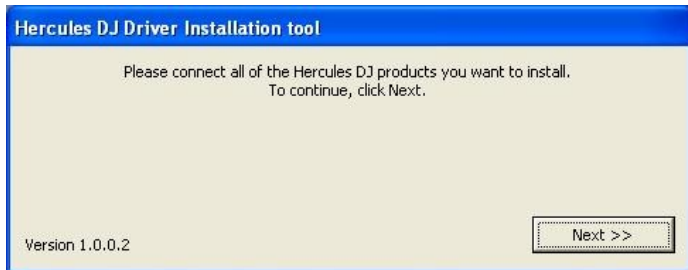 Hercules DJ Driver Installation tool
Please connect all of the Hercules DJ products you want to install.
To continue, click Next.
Version 1.0.0.2
Next >>